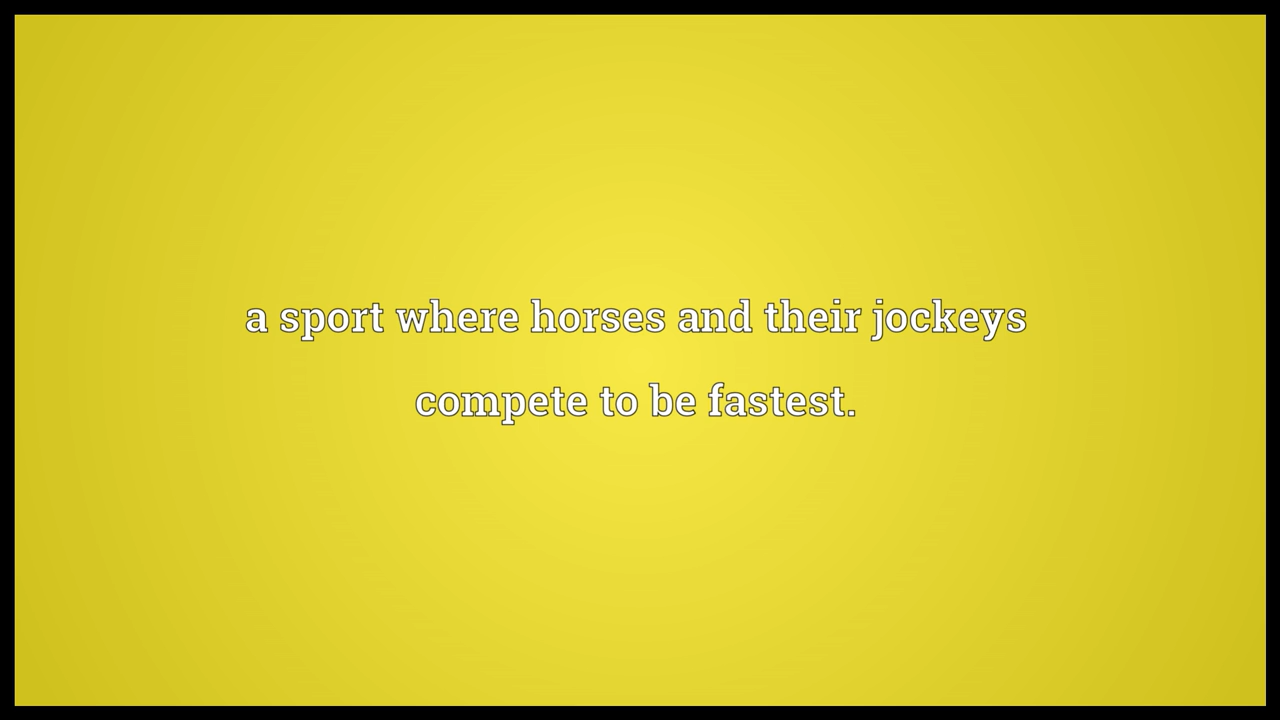 a sport where horses and their jockeys
compete to be fastest.